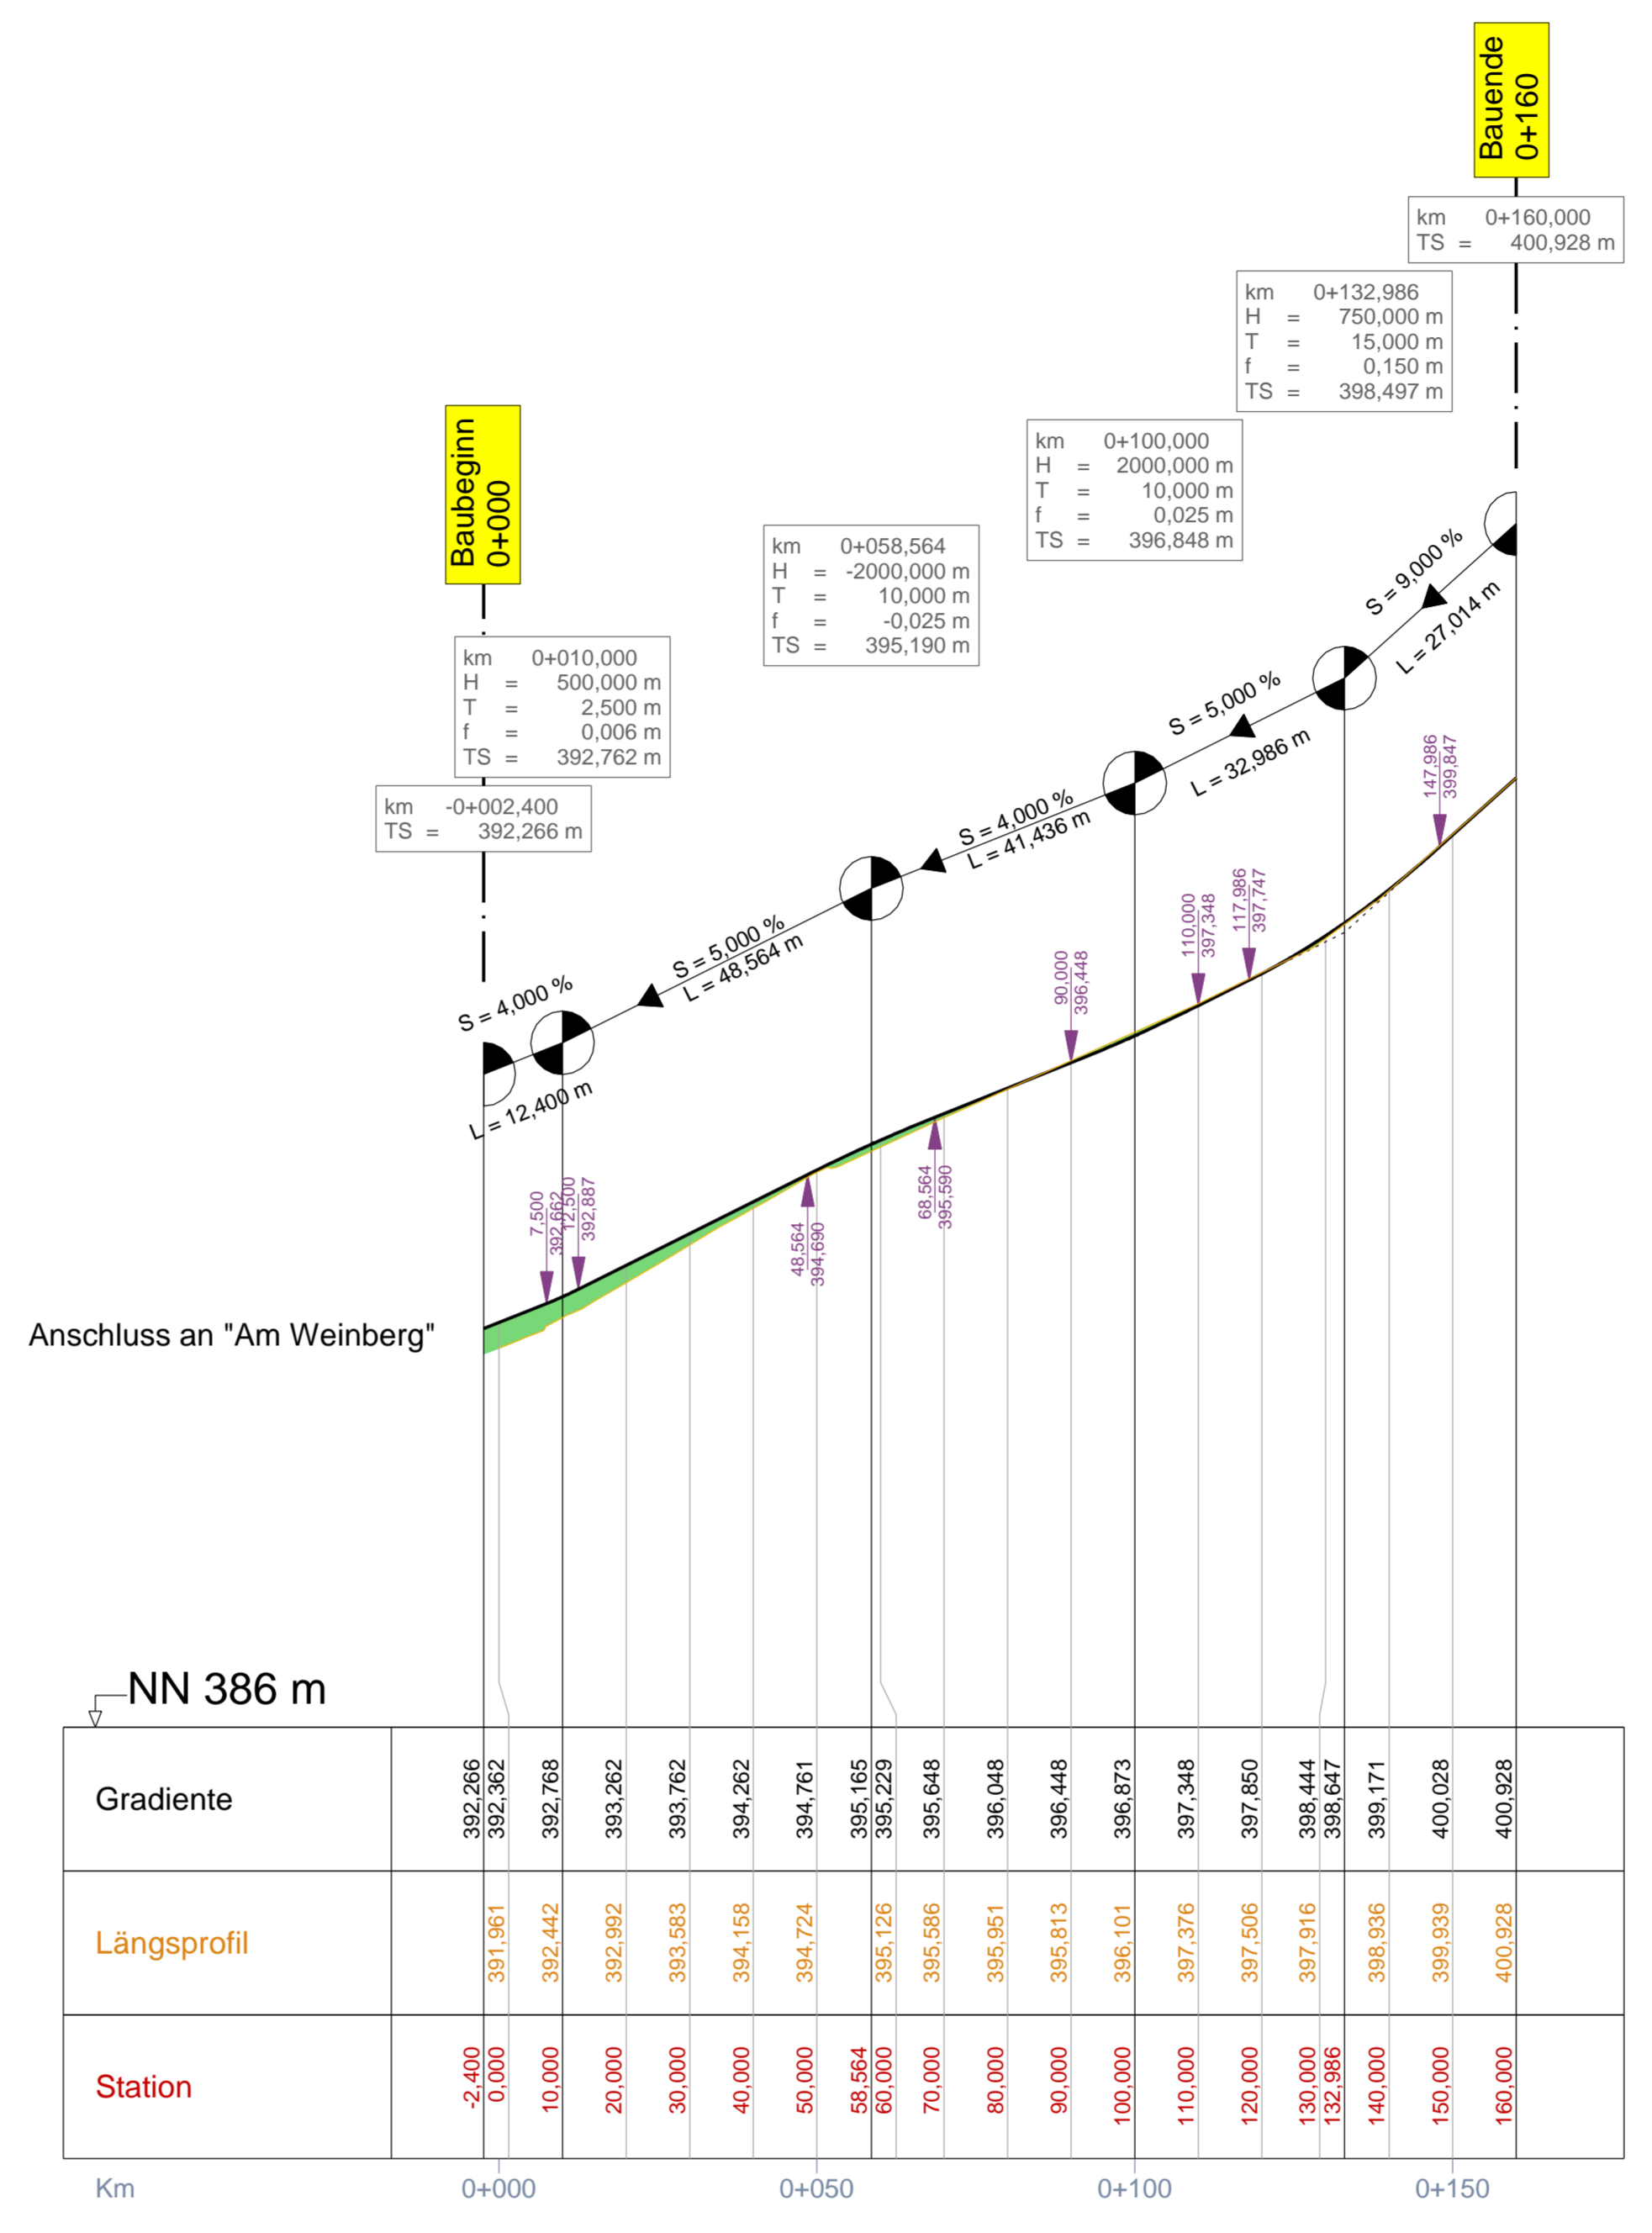 Bauende
0+160
km 0+160,000
TS = 400,928 m
km 0+132,986
H = 750,000 m
T = 15,000 m
f = 0,150 m
TS = 398,497 m
Baubeginn
0+000
km 0+100,000
H = 2000,000 m
T = 10,000 m
f = 0,025 m
TS = 396,848 m
km 0+058,564
H = -2000,000 m
T = 10,000 m
f = -0,025 m
TS = 395,190 m
km 0+010,000
H = 500,000 m
T = 2,500 m
f = 0,006 m
TS = 392,762 m
km -0+002,400
TS = 392,266 m
S = 4,000 %
L = 12,400 m
S = 5,000 %
L = 48,564 m
S = 4,000 %
L = 41,436 m
S = 5,000 %
L = 32,986 m
S = 9,000 %
L = 27,014 m
7,500
392,662
12,500
392,887
48,564
394,690
68,564
395,590
90,000
396,448
110,000
397,348
117,986
397,747
147,986
399,847
Anschluss an "Am Weinberg"
NN 386 m
Gradiente 392,266 392,362 392,768 393,262 393,762 394,262 394,761 395,165 395,229 395,648 396,048 396,448 396,873 397,348 397,850 398,444 398,647 399,171 400,028 400,928
Längsprofil 391,961 392,442 392,992 393,583 394,158 394,724 395,126 395,586 395,951 395,813 396,101 397,376 397,506 397,916 398,936 399,939 400,928
Station -2,400 0,000 10,000 20,000 30,000 40,000 50,000 58,564 60,000 70,000 80,000 90,000 100,000 110,000 120,000 130,000 132,986 140,000 150,000 160,000
Km 0+000 0+050 0+100 0+150